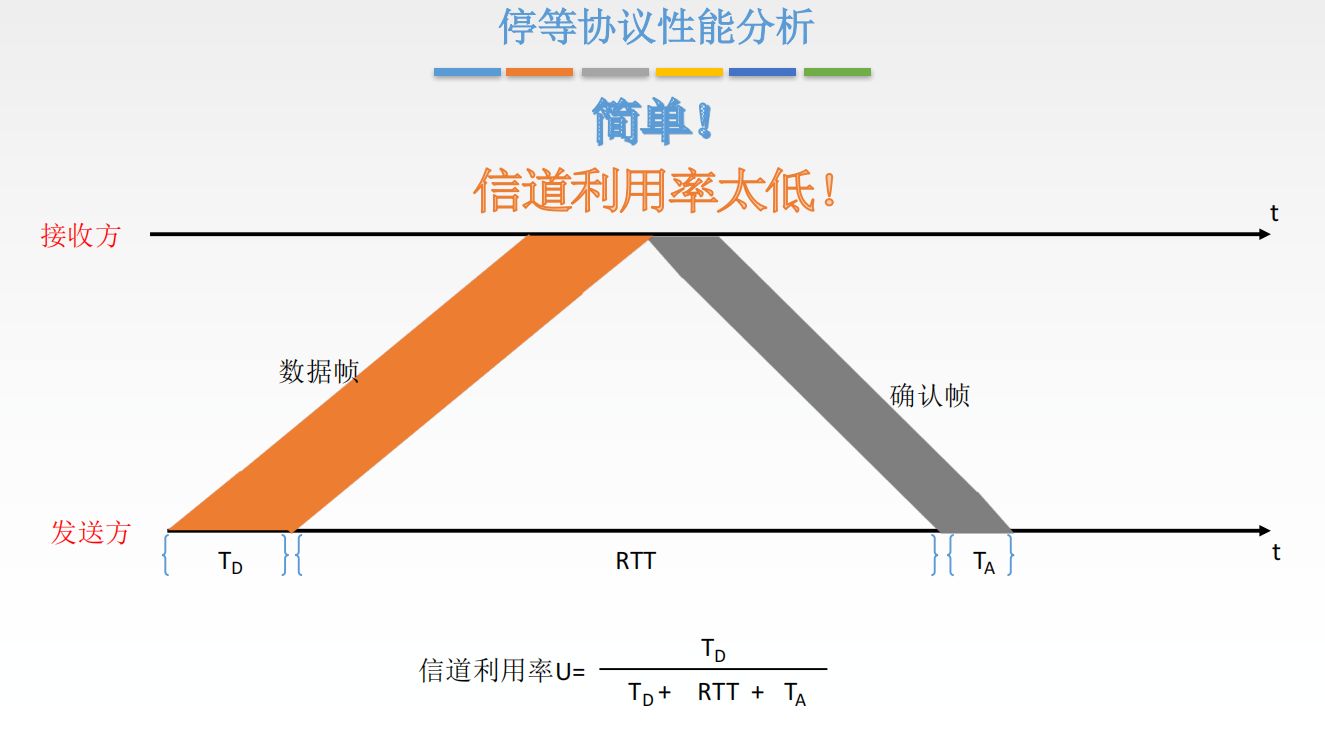 停等协议性能分析
简单！
信道利用率太低！
t
接收方
数据帧
确认帧
发送方
t
T_D
RTT
T_A
信道利用率U=
T_D
T_D + RTT + T_A